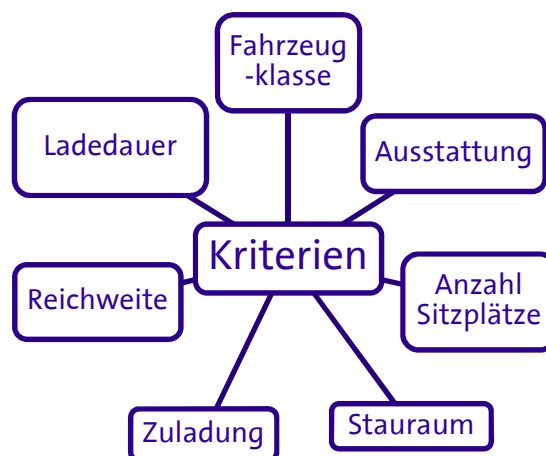 Fahrzeug
-klasse
Ladedauer
Ausstattung
Kriterien
Reichweite
Anzahl
Sitzplätze
Zuladung
Stauraum